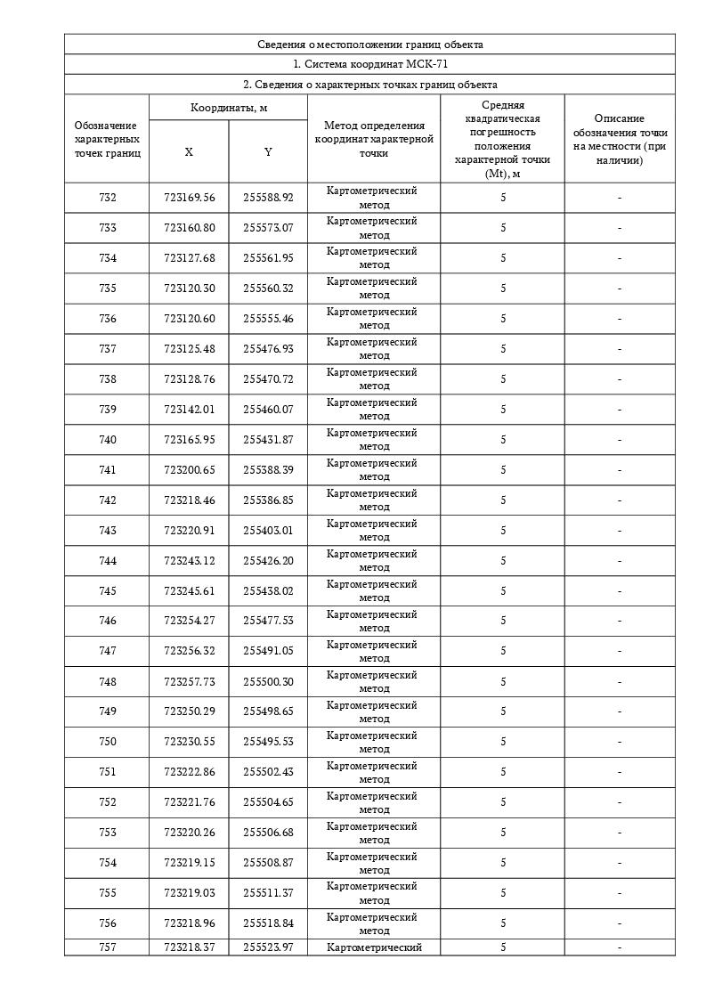 Сведения о местоположении границ объекта
1. Система координат МСК-71
2. Сведения о характерных точках границ объекта
Обозначение
характерных
точек границ
Координаты, м
X
Y
Метод определения
координат характерной
точки
Средняя
квадратическая
погрешность
положения
характерной точки
(Mt), м
Описание
обозначения точки
на местности (при
наличии)
732 723169.56 255588.92 Картометрический
метод 5 -
733 723160.80 255573.07 Картометрический
метод 5 -
734 723127.68 255561.95 Картометрический
метод 5 -
735 723120.30 255560.32 Картометрический
метод 5 -
736 723120.60 255555.46 Картометрический
метод 5 -
737 723125.48 255476.93 Картометрический
метод 5 -
738 723128.76 255470.72 Картометрический
метод 5 -
739 723142.01 255460.07 Картометрический
метод 5 -
740 723165.95 255431.87 Картометрический
метод 5 -
741 723200.65 255388.39 Картометрический
метод 5 -
742 723218.46 255386.85 Картометрический
метод 5 -
743 723220.91 255403.01 Картометрический
метод 5 -
744 723243.12 255426.20 Картометрический
метод 5 -
745 723245.61 255438.02 Картометрический
метод 5 -
746 723254.27 255477.53 Картометрический
метод 5 -
747 723256.32 255491.05 Картометрический
метод 5 -
748 723257.73 255500.30 Картометрический
метод 5 -
749 723250.29 255498.65 Картометрический
метод 5 -
750 723230.55 255495.53 Картометрический
метод 5 -
751 723222.86 255502.43 Картометрический
метод 5 -
752 723221.76 255504.65 Картометрический
метод 5 -
753 723220.26 255506.68 Картометрический
метод 5 -
754 723219.15 255508.87 Картометрический
метод 5 -
755 723219.03 255511.37 Картометрический
метод 5 -
756 723218.96 255518.84 Картометрический
метод 5 -
757 723218.37 255523.97 Картометрический 5 -